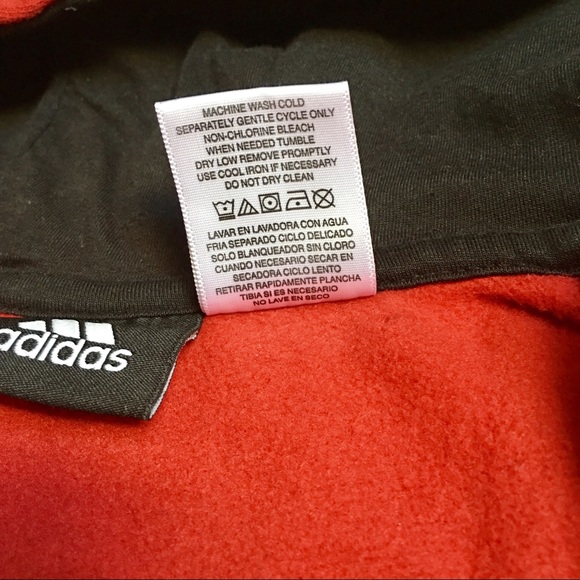 MACHINE WASH COLD
SEPARATELY GENTLE CYCLE ONLY
NON-CHLORINE BLEACH
WHEN NEEDED TUMBLE
DRY LOW REMOVE PROMPTLY
USE COOL IRON IF NECESSARY
DO NOT DRY CLEAN
LAVAR EN LAVADORA CON AGUA
FRIA SEPARADO CICLO DELICADO
SOLO BLANQUEADOR SIN CLORO
CUANDO NECESARIO SECAR EN
SECADORA CICLO LENTO
RETIRAR RAPIDAMENTE PLANCHA
TIBIA SI ES NECESARIO
NO LAVE EN SECO
adidas